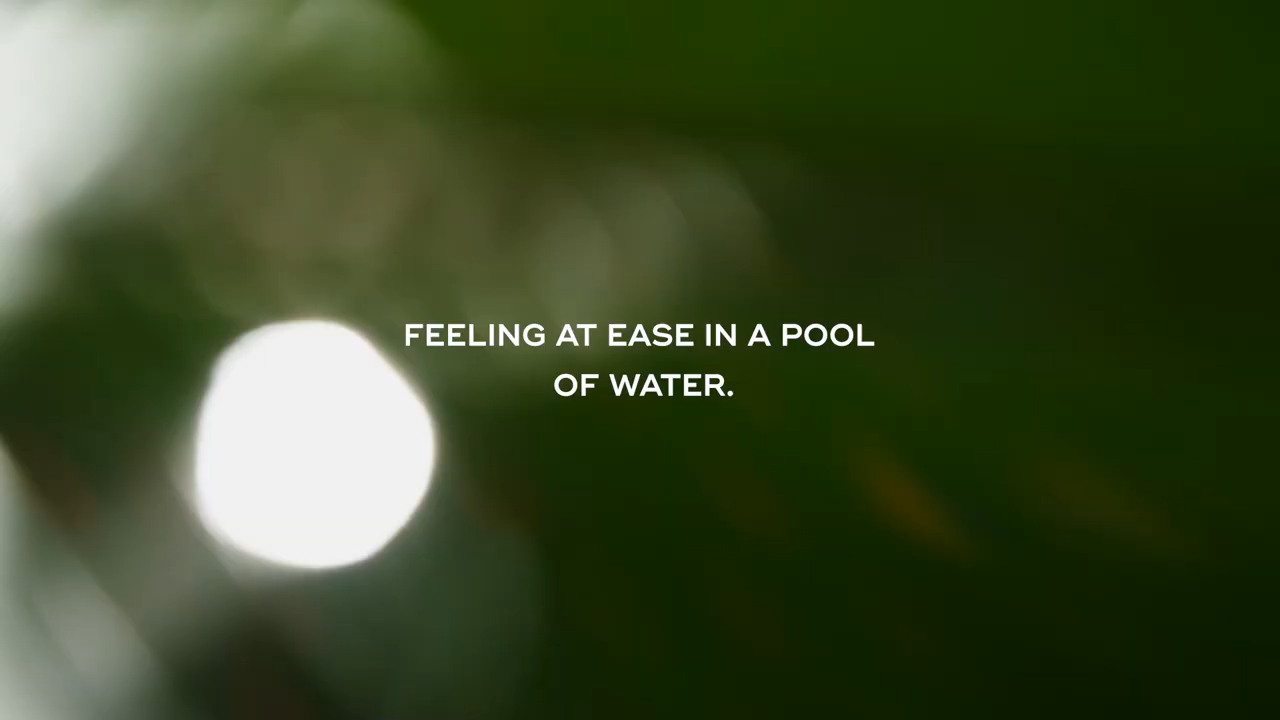 FEELING AT EASE IN A POOL
OF WATER.